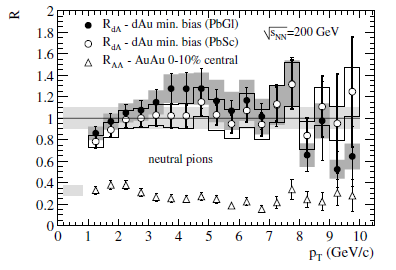 R
2
1.8
1.6
1.4
1.2
1
0.8
0.6
0.4
0.2
0
R_dA - dAu min. bias (PbGl)
R_dA - dAu min. bias (PbSc)
R_AA - AuAu 0-10% central
√s_NN=200 GeV
neutral pions
0 1 2 3 4 5 6 7 8 9 10
p_T (GeV/c)